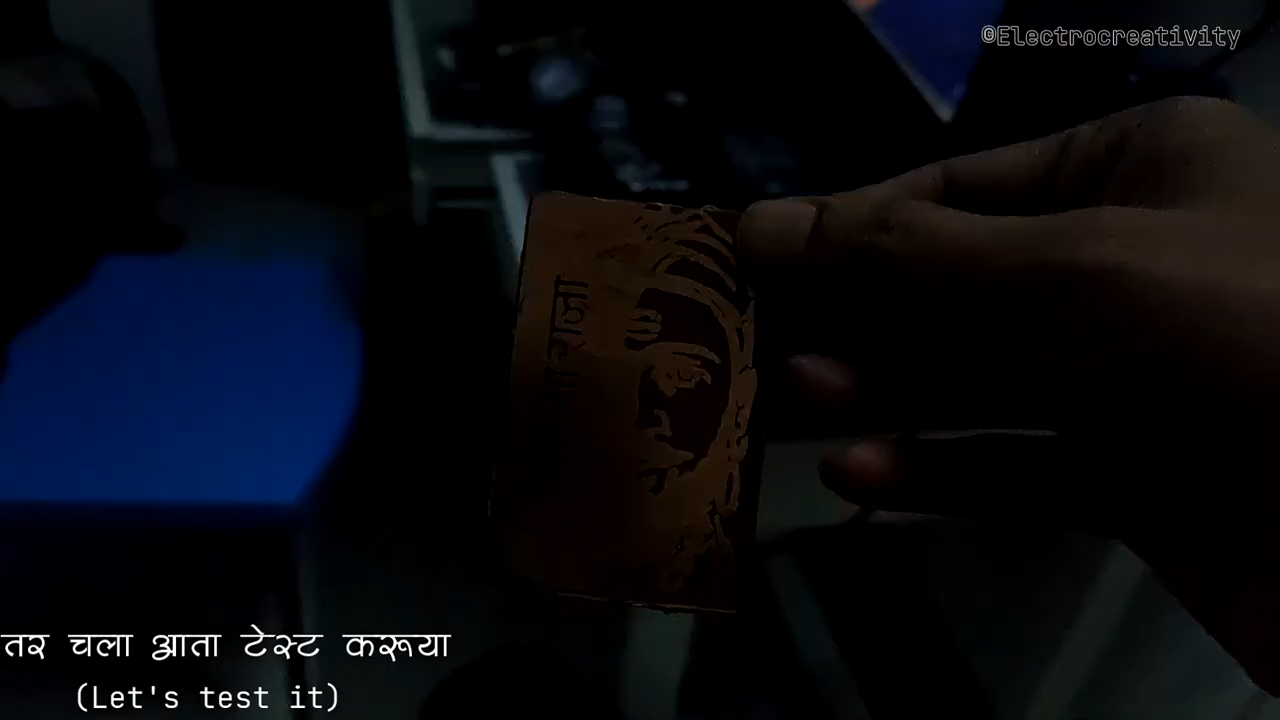 ©Electrocreativity
तर चला आता टेस्ट करूया
(Let's test it)